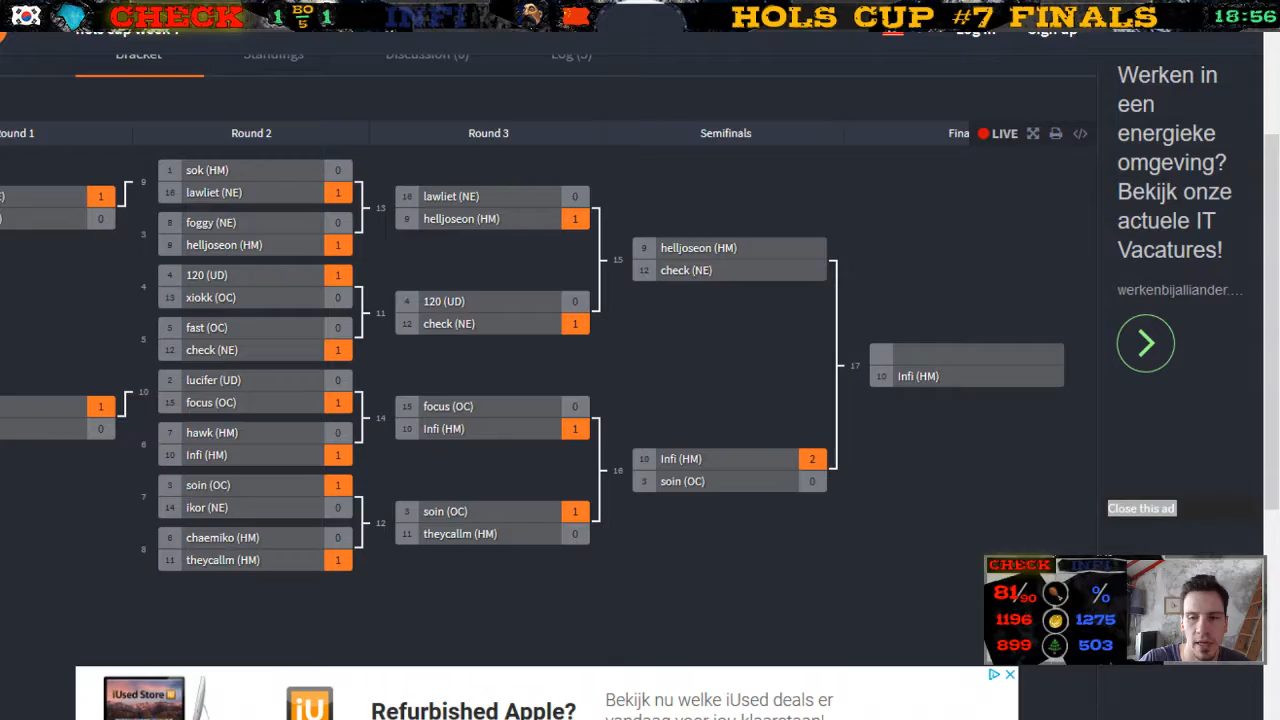 CHECK 1 BO 5 1 INFI HOLS CUP #7 FINALS 18:56
Bracket Standings Discussion (0) Log (5)
ound 1 Round 2 Round 3 Semifinals Fina LIVE
1
0
1
0
9
1 sok (HM) 0
16 lawliet (NE) 1
3
8 foggy (NE) 0
9 helljoseon (HM) 1
4
4 120 (UD) 1
13 xiokk (OC) 0
5
5 fast (OC) 0
12 check (NE) 1
10
2 lucifer (UD) 0
15 focus (OC) 1
6
7 hawk (HM) 0
10 Infi (HM) 1
7
3 soin (OC) 1
14 ikor (NE) 0
8
6 chaemiko (HM) 0
11 theycallm (HM) 1
13
16 lawliet (NE) 0
9 helljoseon (HM) 1
11
4 120 (UD) 0
12 check (NE) 1
14
15 focus (OC) 0
10 Infi (HM) 1
12
3 soin (OC) 1
11 theycallm (HM) 0
15
9 helljoseon (HM)
12 check (NE)
16
10 Infi (HM) 2
3 soin (OC) 0
17
10 Infi (HM)
Werken in
een
energieke
omgeving?
Bekijk onze
actuele IT
Vacatures!
werkenbijalliander....
Close this ad
CHECK INFI
81/90 %
1196 1275
899 503
iUsed Store iU
iU
Refurbished Apple?
Bekijk nu welke iUsed deals er